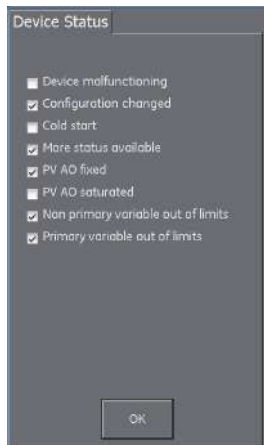 Device Status
Device malfunctioning
Configuration changed
Cold start
More status available
PV AO fixed
PV AO saturated
Non primary variable out of limits
Primary variable out of limits
OK